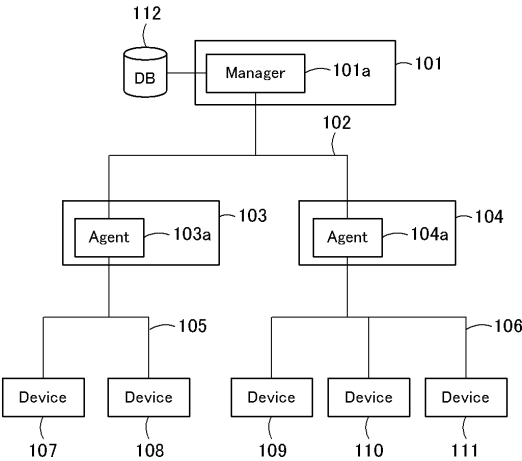 112
DB
Manager
101a
101
102
Agent
103a
103
Agent
104a
104
105
106
Device
Device
Device
Device
Device
107
108
109
110
111